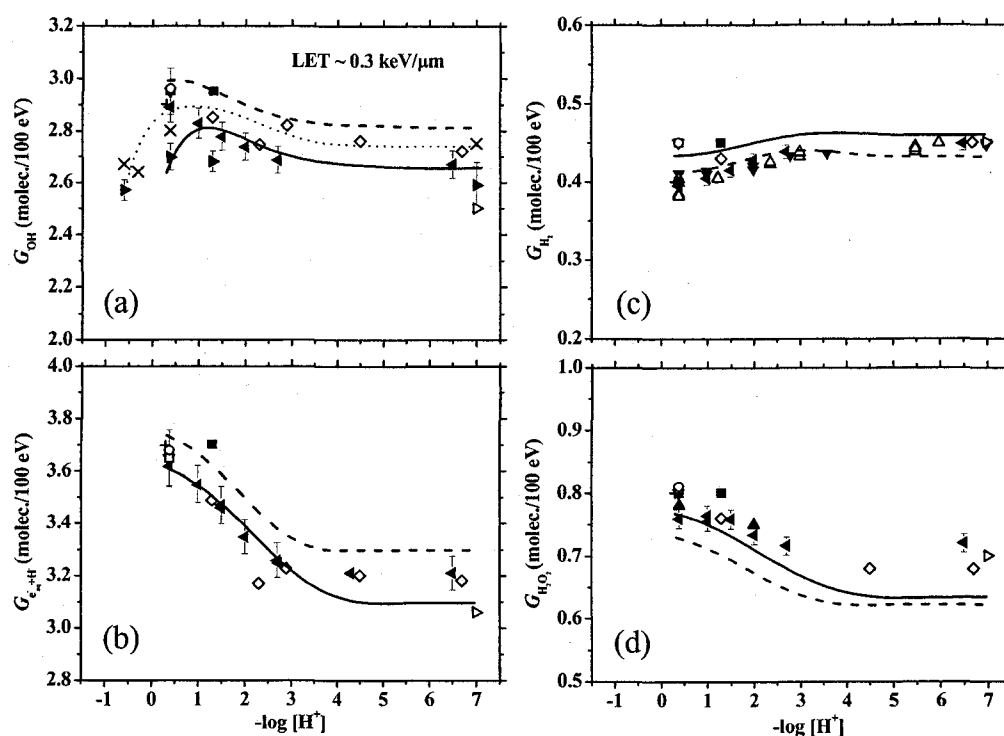 3.2
3.0
2.8
2.6
2.4
2.2
2.0
G_OH (molec./100 eV)
LET ~ 0.3 keV/μm
(a)
0.6
0.5
0.4
0.3
0.2
G_H₂ (molec./100 eV)
(c)
4.0
3.8
3.6
3.4
3.2
3.0
2.8
(molec./100 eV)
(b)
-1 0 1 2 3 4 5 6 7
-log [H⁺]
1.0
0.9
0.8
0.7
0.6
0.5
G_H₂O₂ (molec./100 eV)
(d)
-1 0 1 2 3 4 5 6 7
-log [H⁺]